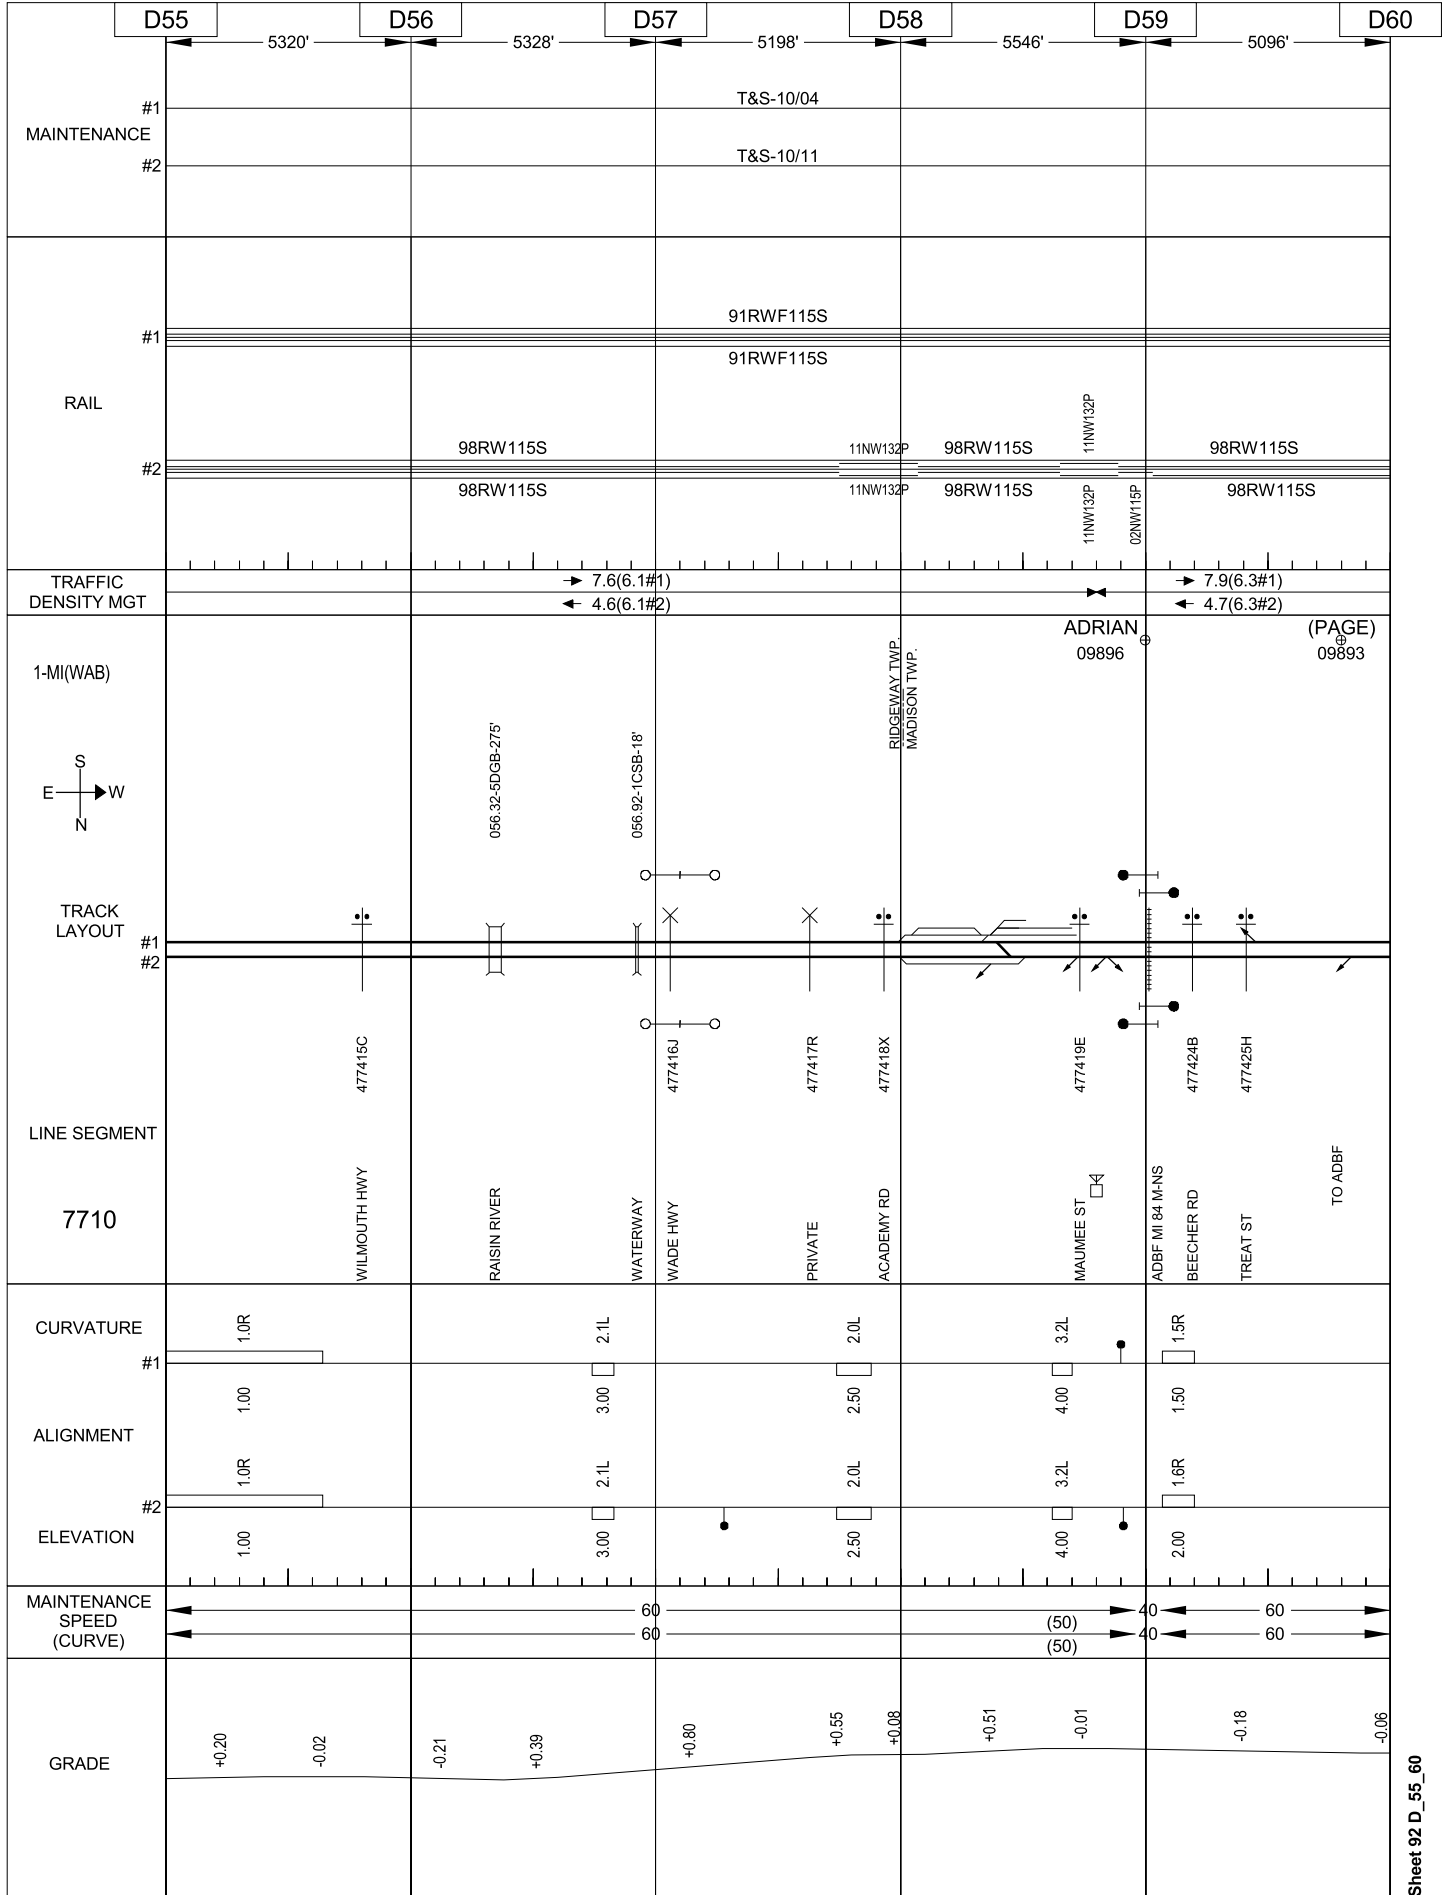 D55
D56
D57
D58
D59
D60
5320'
5328'
5198'
5546'
5096'
#1
T&S-10/04
MAINTENANCE
#2
T&S-10/11
91RWF115S
#1
91RWF115S
RAIL
11NW132P
98RW115S
11NW132P
98RW115S
98RW115S
#2
98RW115S
11NW132P
98RW115S
98RW115S
11NW132P
02NW115P
TRAFFIC
DENSITY MGT
7.6(6.1#1)
4.6(6.1#2)
7.9(6.3#1)
4.7(6.3#2)
ADRIAN
09896
(PAGE)
09893
1-MI(WAB)
RIDGEWAY TWP.
MADISON TWP.
S
E
W
N
056.32-5DGB-275'
056.92-1CSB-18'
TRACK
LAYOUT
#1
#2
477415C
477416J
477417R
477418X
477419E
477424B
477425H
LINE SEGMENT
7710
WILMOUTH HWY
RAISIN RIVER
WATERWAY
WADE HWY
PRIVATE
ACADEMY RD
MAUMEE ST
ADBF MI 84 M-NS
BEECHER RD
TREAT ST
TO ADBF
CURVATURE
1.0R
2.1L
2.0L
3.2L
1.5R
#1
1.00
3.00
2.50
4.00
1.50
ALIGNMENT
1.0R
2.1L
2.0L
3.2L
1.6R
#2
ELEVATION
1.00
3.00
2.50
4.00
2.00
MAINTENANCE
SPEED
(CURVE)
60
40
60
(50)
60
40
60
(50)
GRADE
+0.20
-0.02
-0.21
+0.39
+0.80
+0.55
+0.08
+0.51
-0.01
-0.18
-0.06
Sheet 92 D_55_60